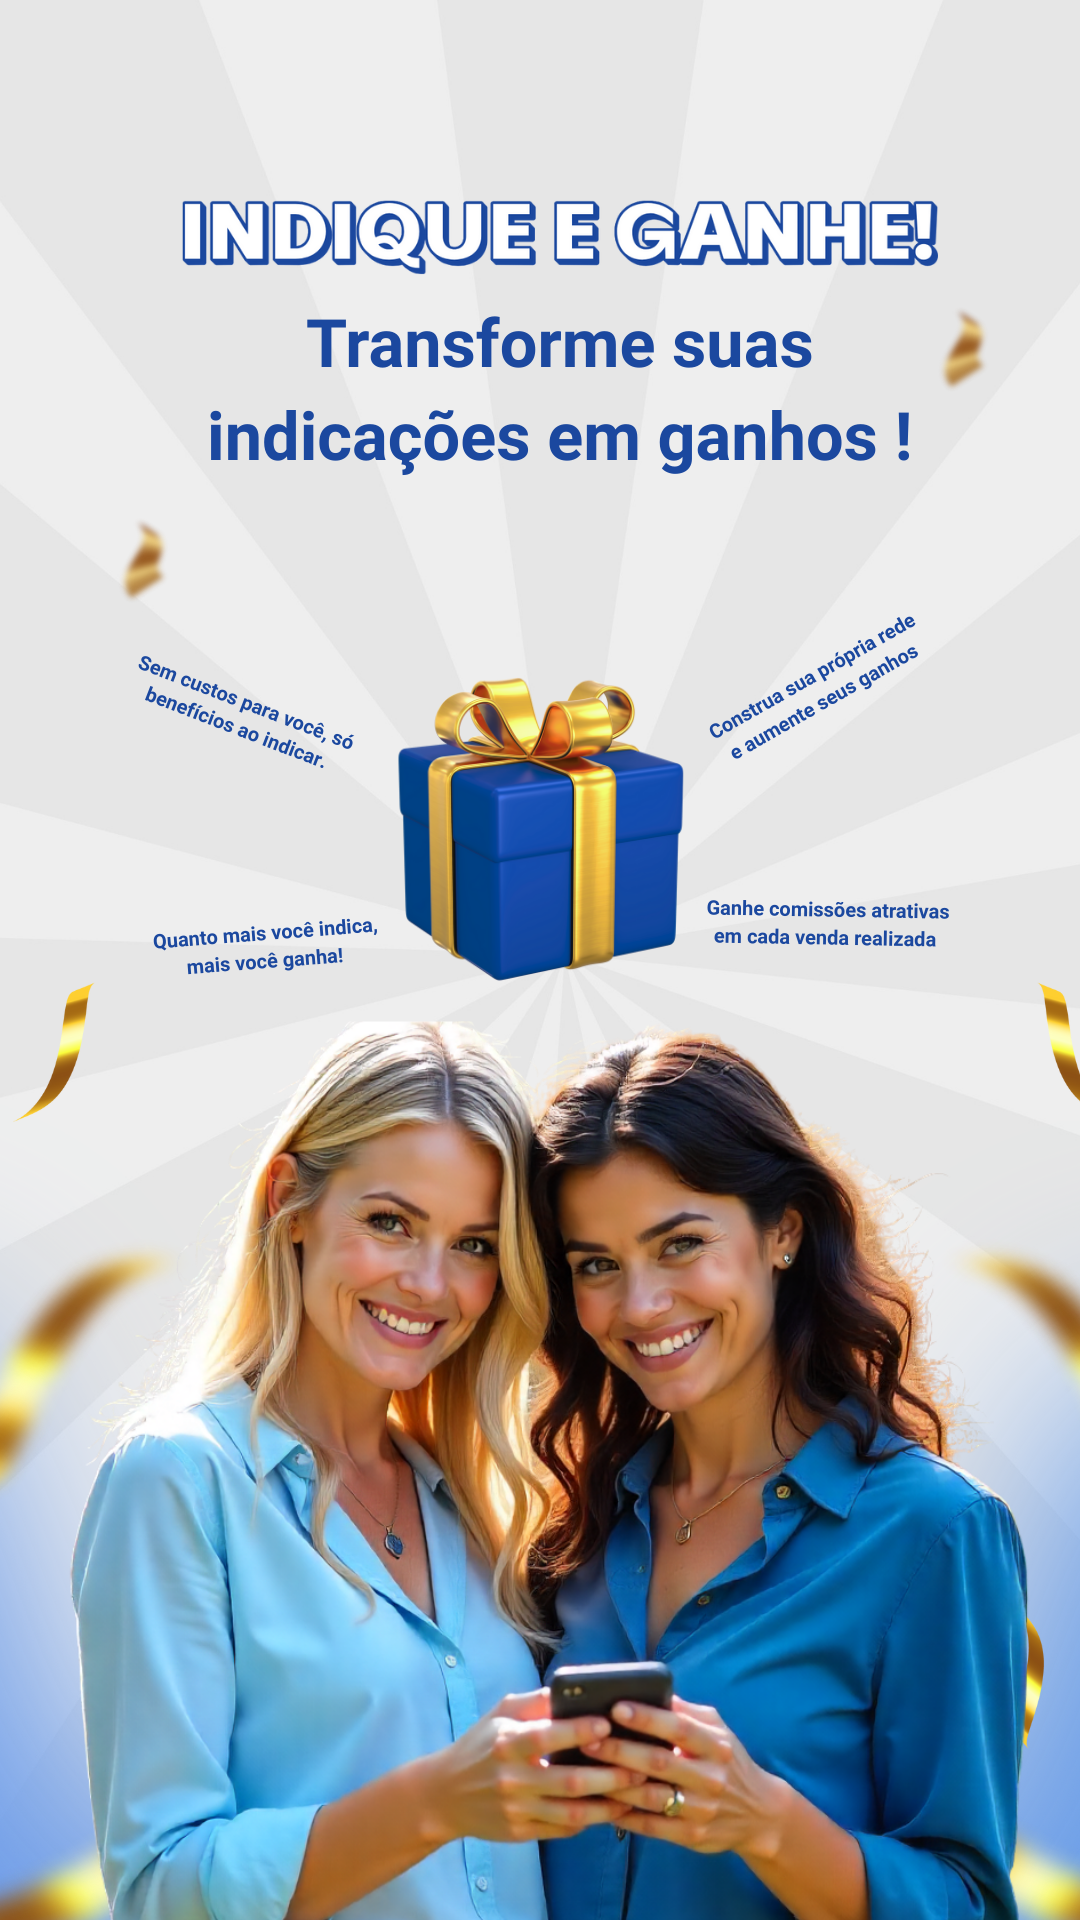 INDIQUE E GANHE!
Transforme suas
indicações em ganhos !
Sem custos para você, só
benefícios ao indicar.
Construa sua própria rede
e aumente seus ganhos
Quanto mais você indica,
mais você ganha!
Ganhe comissões atrativas
em cada venda realizada